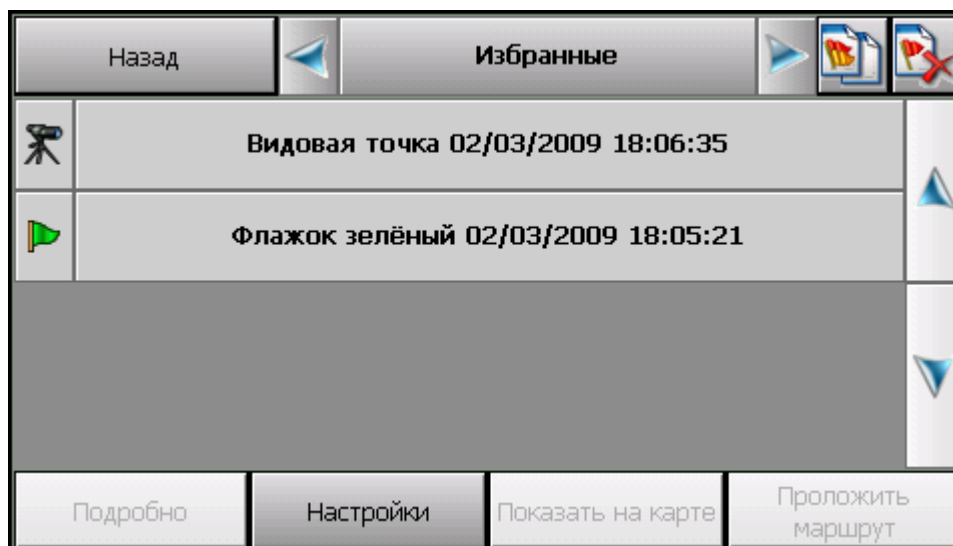 Назад
Избранные
Видовая точка 02/03/2009 18:06:35
Флажок зелёный 02/03/2009 18:05:21
Подробно
Настройки
Показать на карте
Проложить
маршрут